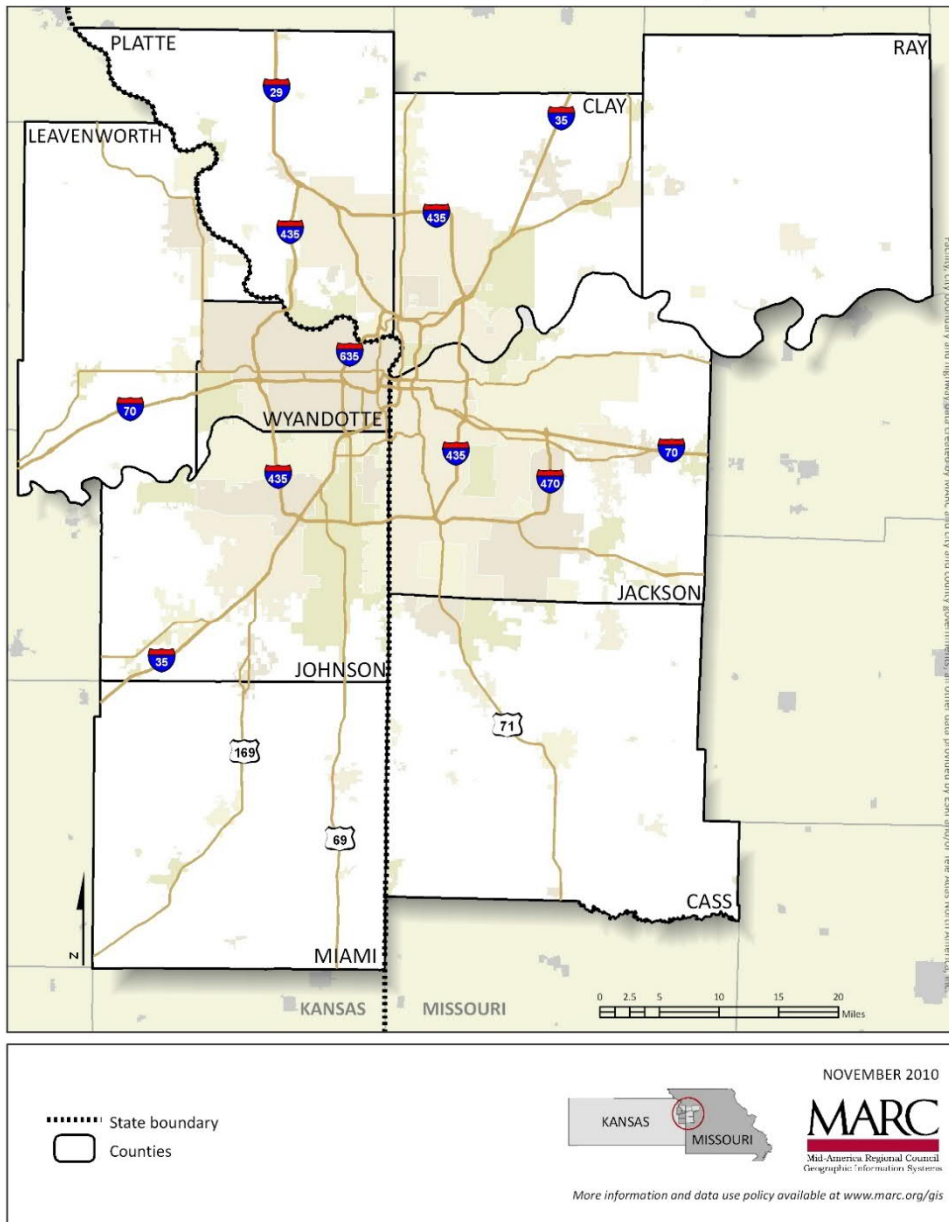 PLATTE
RAY
29
CLAY
35
LEAVENWORTH
435
435
635
70
WYANDOTTE
435
435
70
470
JACKSON
35
JOHNSON
169
71
69
CASS
N
MIAMI
KANSAS
MISSOURI
0 2.5 5 10 15 20
Miles
NOVEMBER 2010
State boundary
Counties
KANSAS
MISSOURI
MARC
Mid-America Regional Council
Geographic Information Systems
More information and data use policy available at www.marc.org/gis